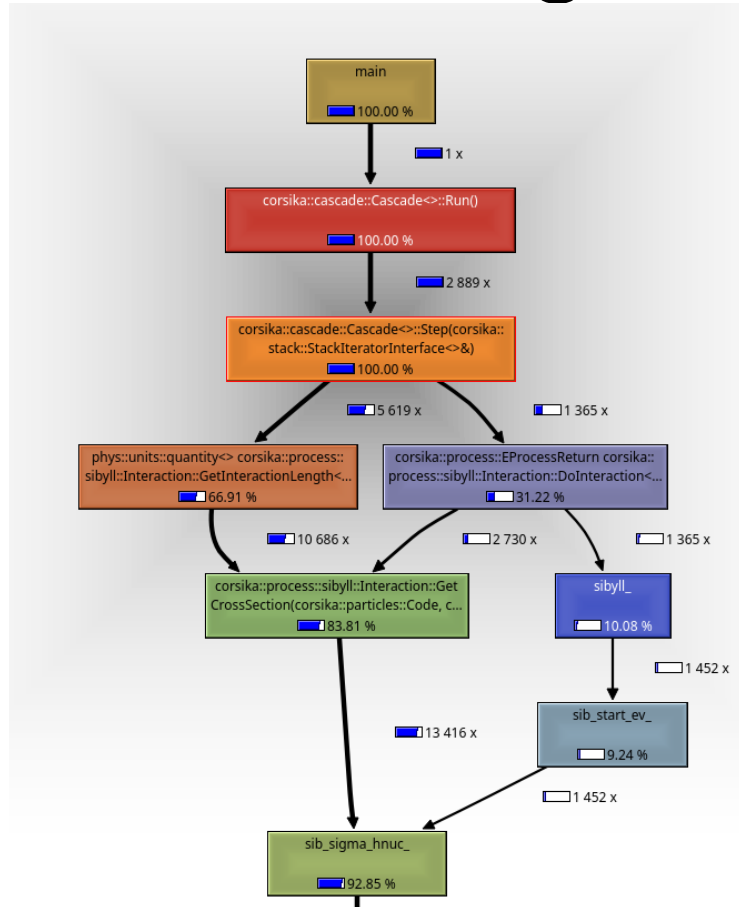 main
100.00 %
1 x
corsika::cascade::Cascade<>::Run()
100.00 %
2 889 x
corsika::cascade::Cascade<>::Step(corsika::
stack::StackIteratorInterface<>&)
100.00 %
5 619 x
1 365 x
phys::units::quantity<> corsika::process::
sibyll::Interaction::GetInteractionLength<...
66.91 %
corsika::process::EProcessReturn corsika::
process::sibyll::Interaction::DoInteraction<...
31.22 %
10 686 x
2 730 x
1 365 x
corsika::process::sibyll::Interaction::Get
CrossSection(corsika::particles::Code, c...
83.81 %
sibyll_
10.08 %
1 452 x
sib_start_ev_
9.24 %
13 416 x
1 452 x
sib_sigma_hnuc_
92.85 %